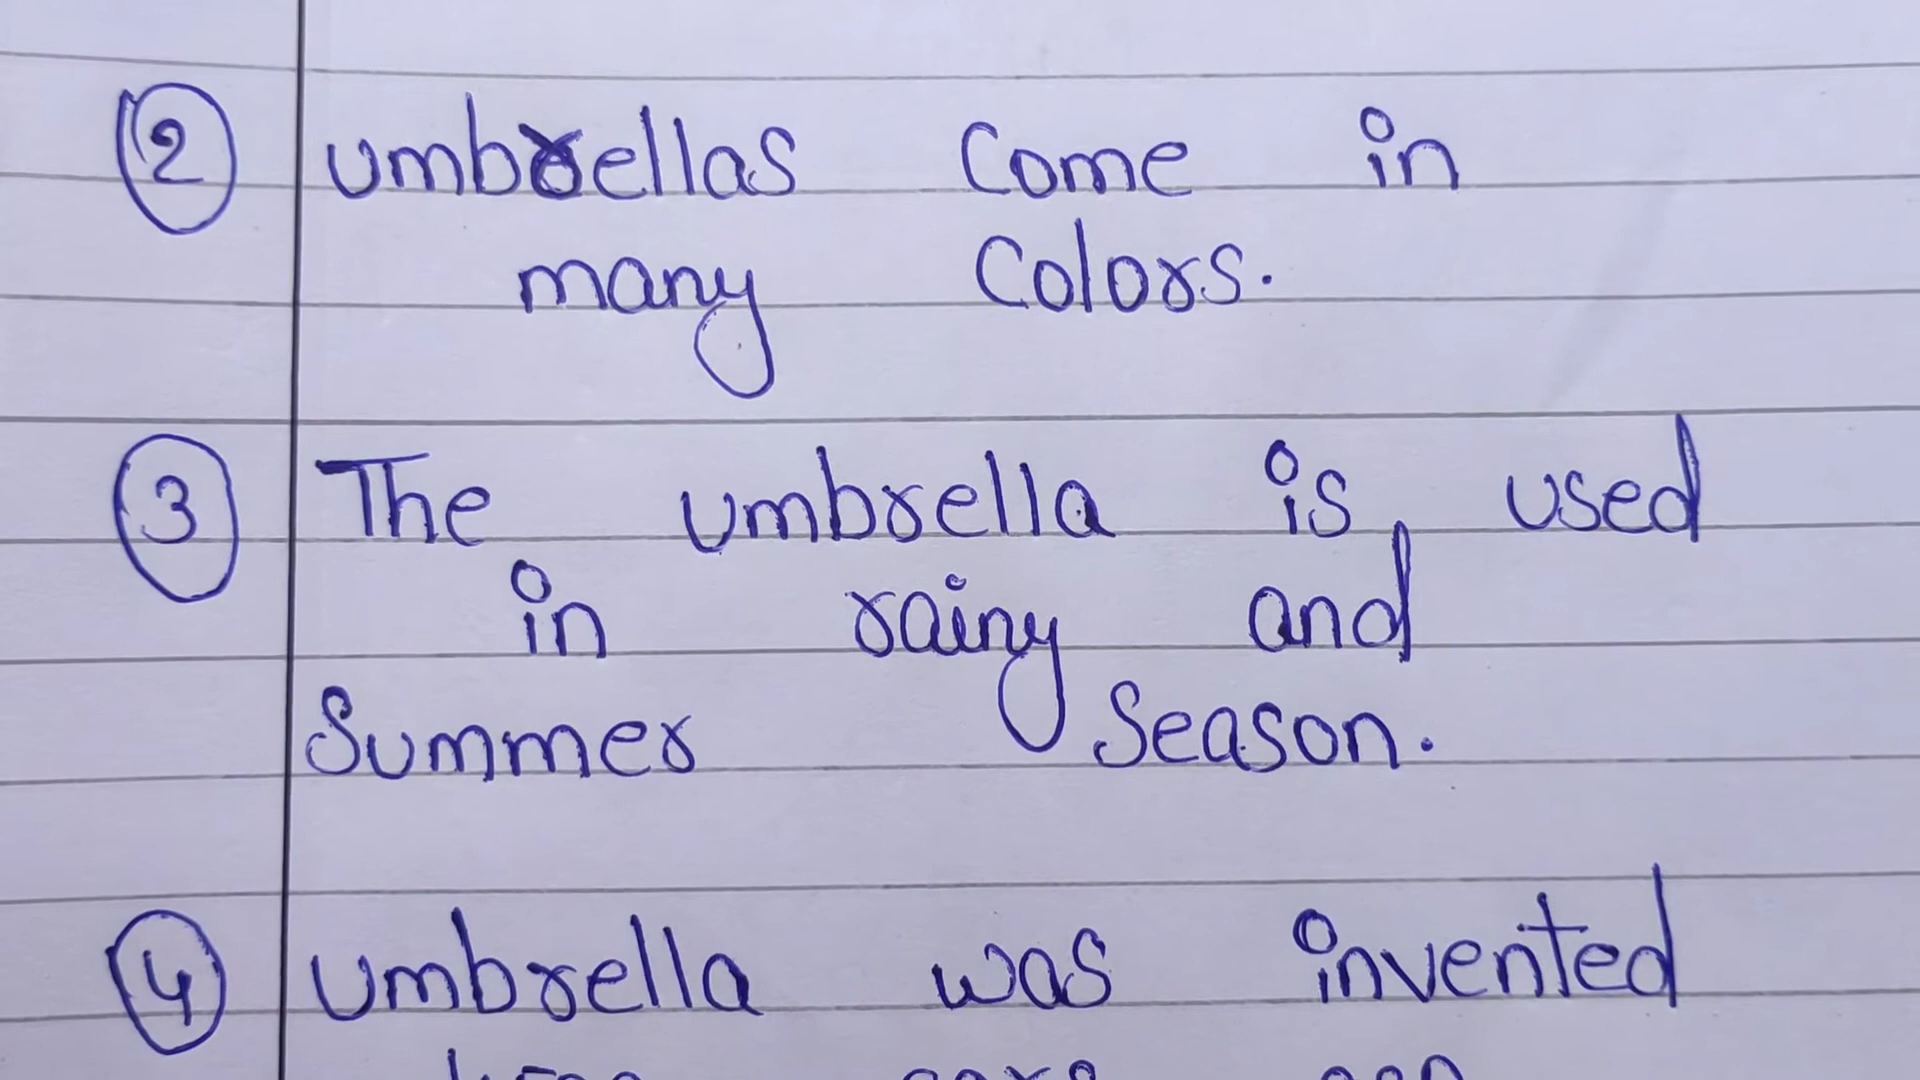 2 umbrellas come in
many colors.
3 The umbrella is used
in rainy and
Summer Season.
4 umbrella was invented